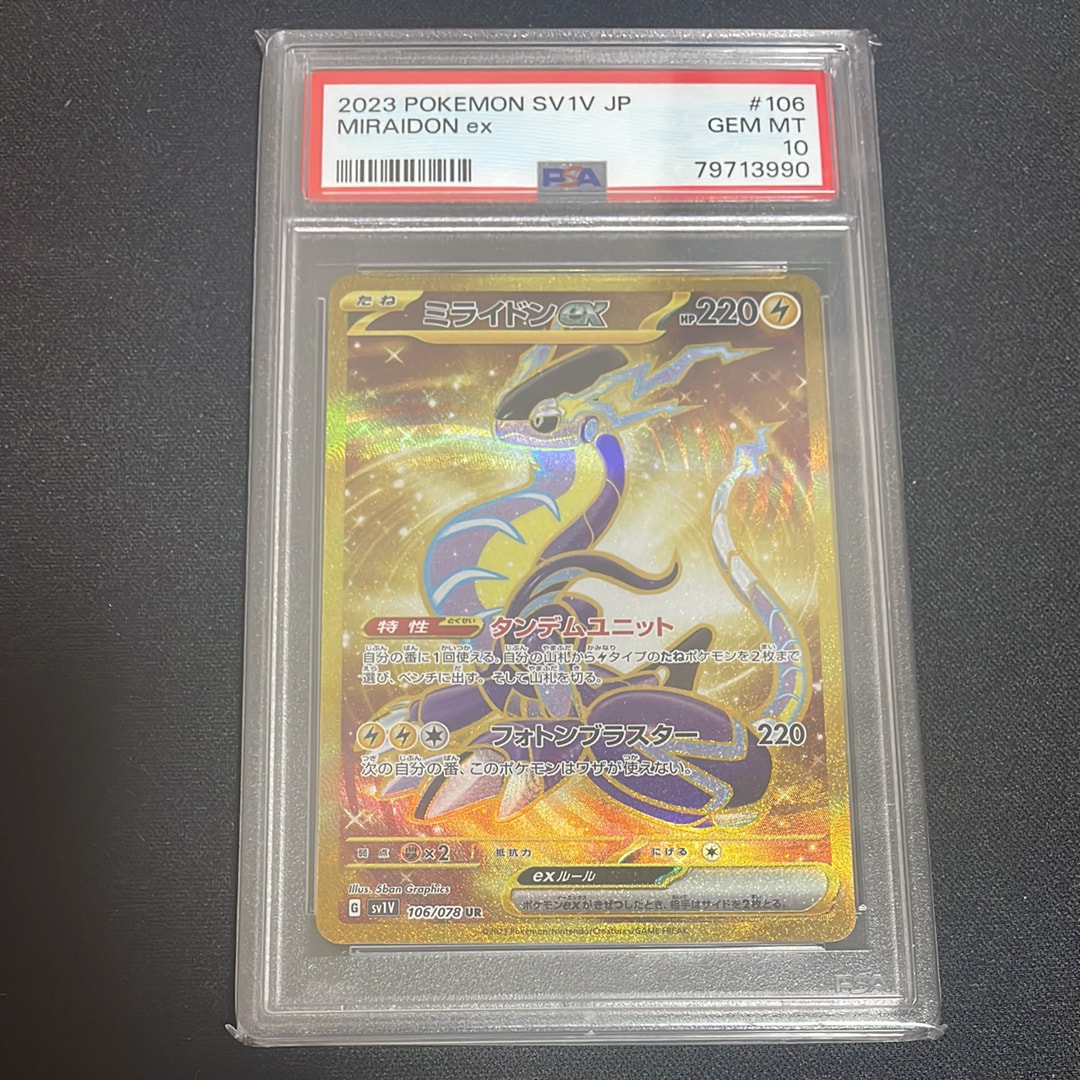 2023 POKEMON SV1V JP #106
MIRAIDON ex GEM MT
10
79713990
PSA
たね ミライドンex HP220
特性 とくせい タンデムユニット
自分の番に1回使える。自分の山札からタイプのたねポケモンを2枚まで
選び、ベンチに出す。そして山札を切る。
フォトンブラスター 220
次の自分の番、このポケモンはワザが使えない。
弱点 ×2 抵抗力 にげる
exルール
ポケモンexがきぜつしたとき、相手はサイドを2枚とる。
Illus. 5ban Graphics
G sv1V 106/078 UR
©2023 Pokémon/Nintendo/Creatures/GAME FREAK.
PSA